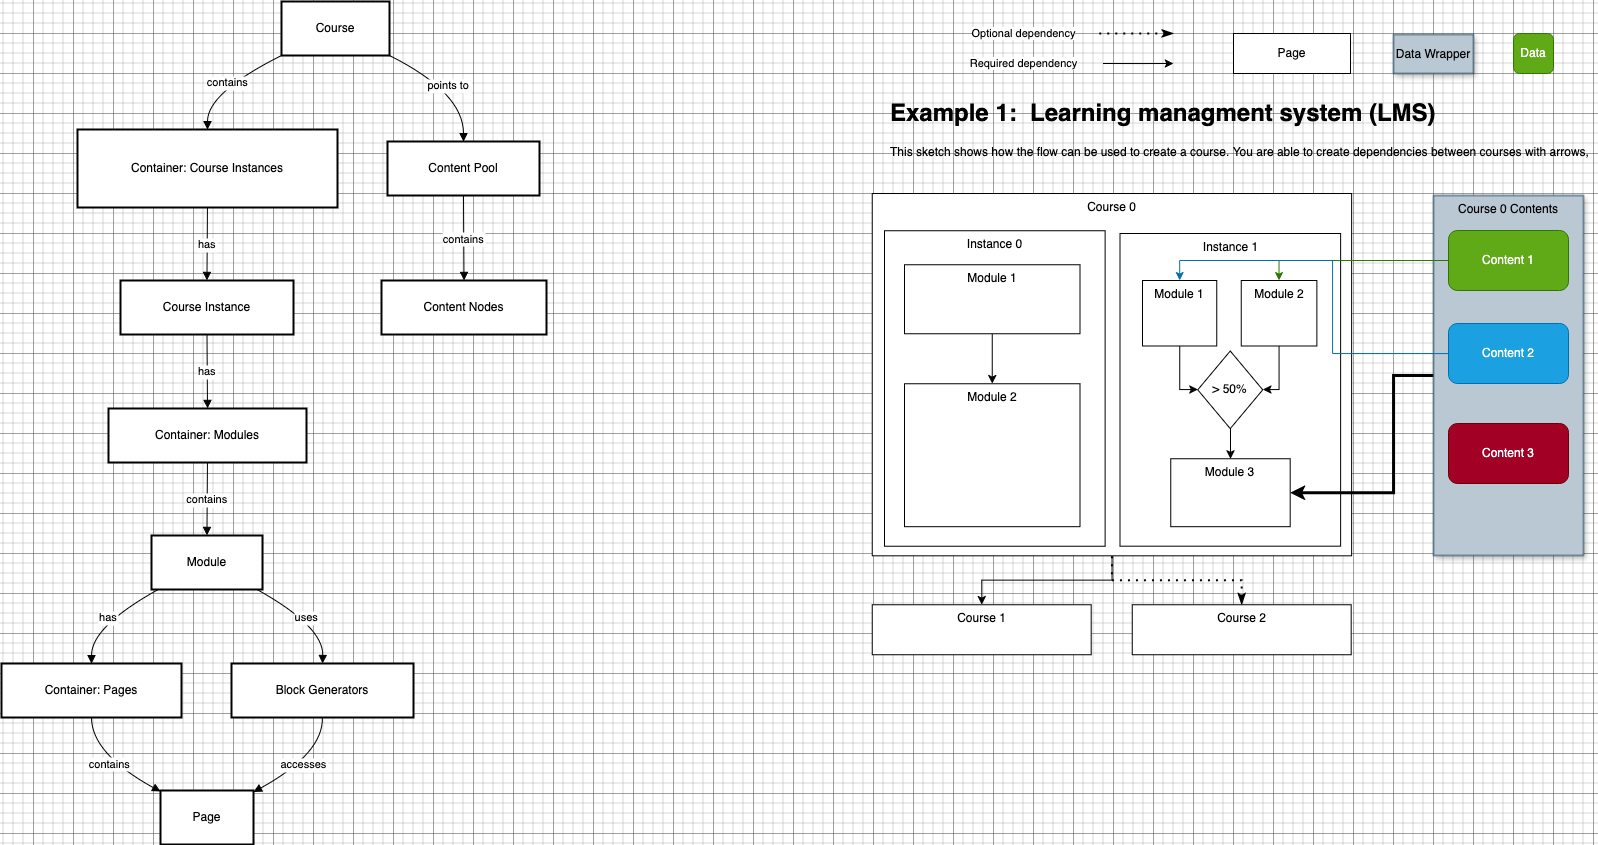 Course
contains
points to
Container: Course Instances
Content Pool
has
contains
Course Instance
Content Nodes
has
Container: Modules
contains
Module
has
uses
Container: Pages
Block Generators
contains
accesses
Page
Optional dependency
Required dependency
Page
Data Wrapper
Data
Example 1:  Learning managment system (LMS)
This sketch shows how the flow can be used to create a course. You are able to create dependencies between courses with arrows,
Course 0
Instance 0
Module 1
Module 2
Instance 1
Module 1
Module 2
> 50%
Module 3
Course 0 Contents
Content 1
Content 2
Content 3
Course 1
Course 2